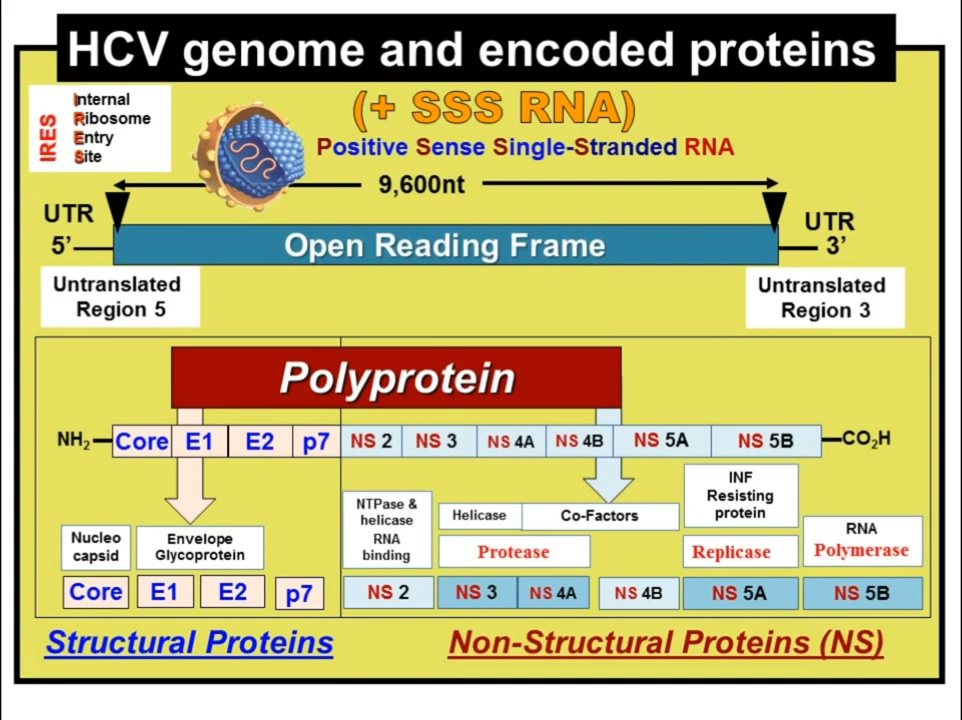 HCV genome and encoded proteins
IRES
Internal
Ribosome
Entry
Site
(+ SSS RNA)
Positive Sense Single-Stranded RNA
9,600nt
UTR
5'
Open Reading Frame
UTR
3'
Untranslated
Region 5
Untranslated
Region 3
Polyprotein
NH2 Core E1 E2 p7 NS 2 NS 3 NS 4A NS 4B NS 5A NS 5B CO2H
Nucleo
capsid
Envelope
Glycoprotein
NTPase &
helicase
RNA
binding
Helicase
Co-Factors
Protease
INF
Resisting
protein
Replicase
RNA
Polymerase
Core E1 E2 p7 NS 2 NS 3 NS 4A NS 4B NS 5A NS 5B
Structural Proteins
Non-Structural Proteins (NS)